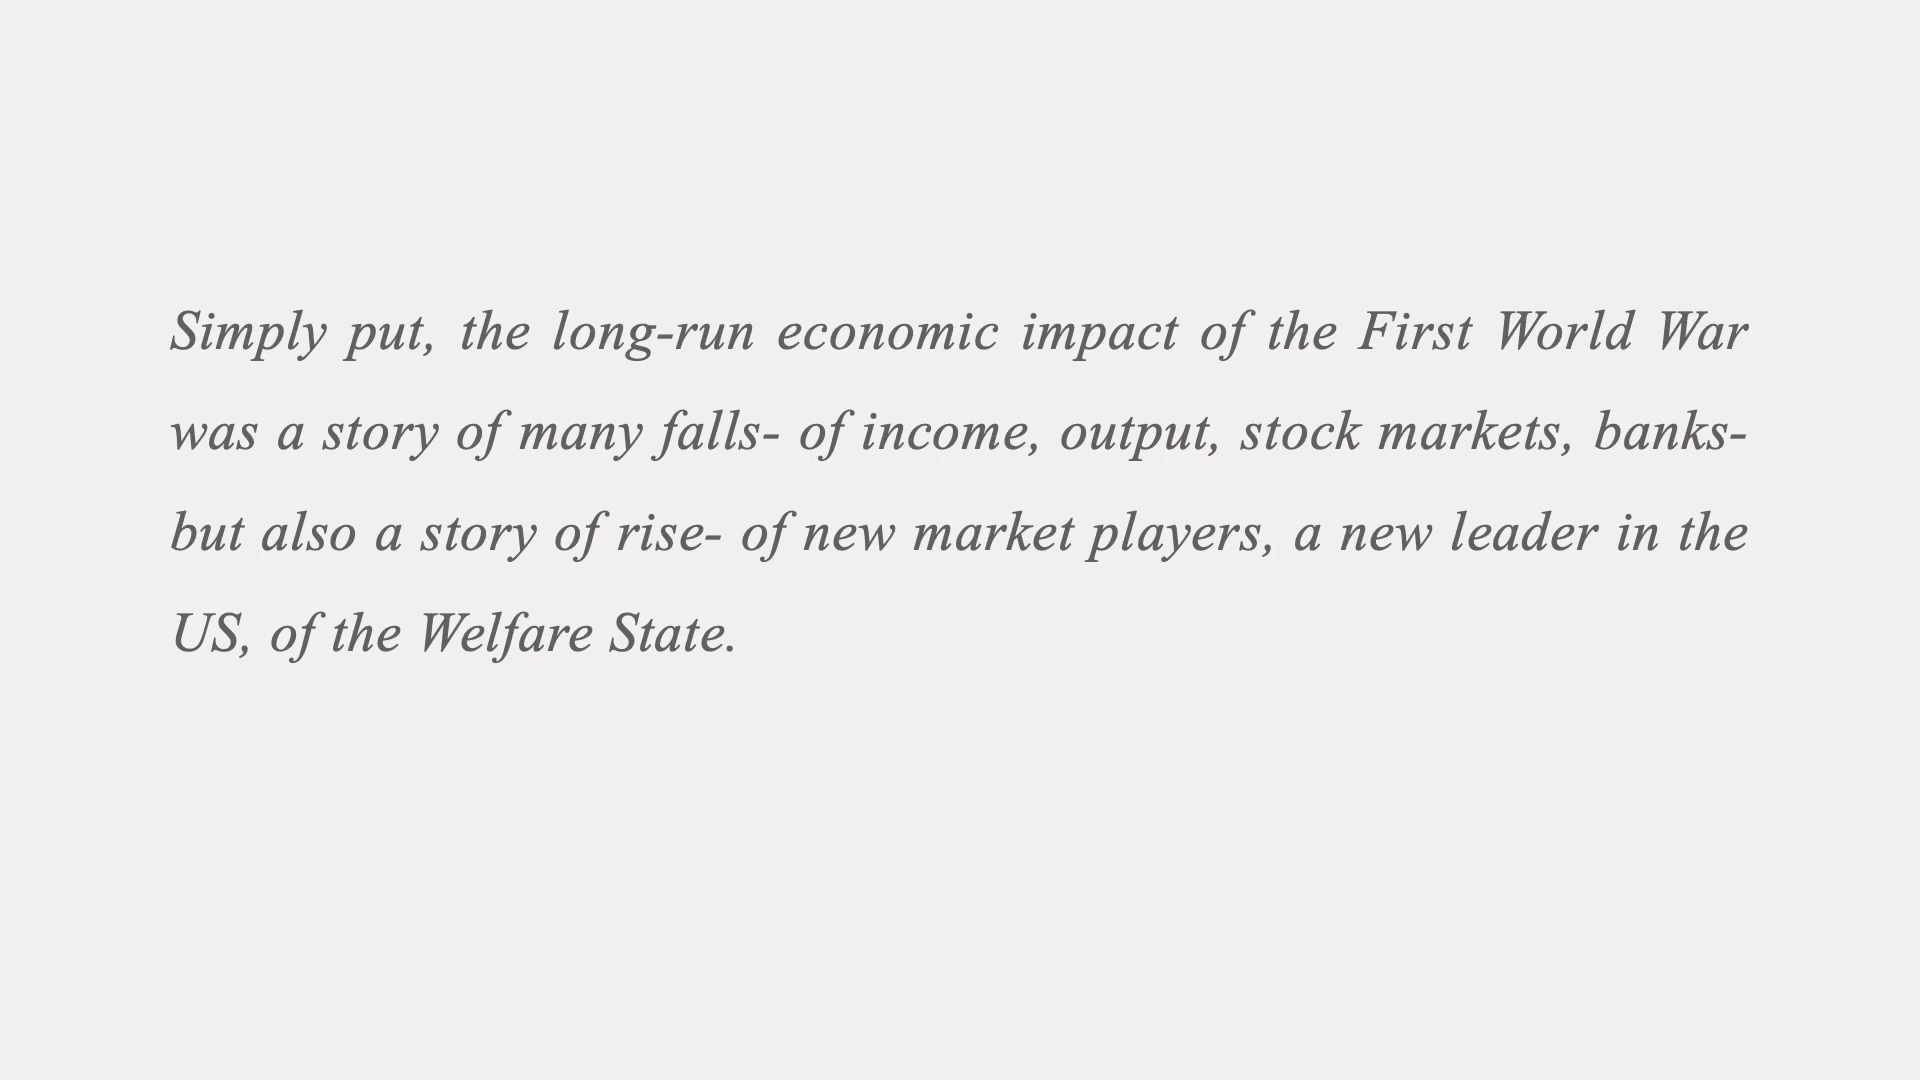 Simply put, the long-run economic impact of the First World War
was a story of many falls- of income, output, stock markets, banks-
but also a story of rise- of new market players, a new leader in the
US, of the Welfare State.